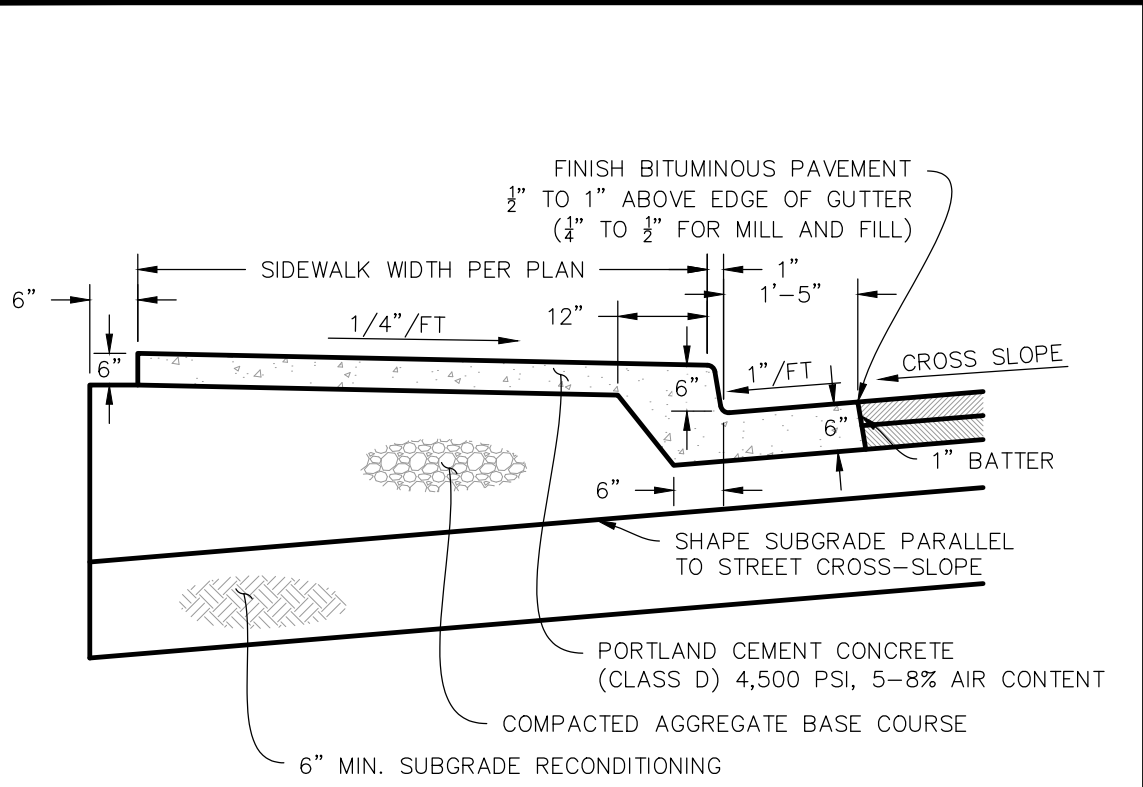 FINISH BITUMINOUS PAVEMENT
½” TO 1” ABOVE EDGE OF GUTTER
(¼” TO ½” FOR MILL AND FILL)
SIDEWALK WIDTH PER PLAN
1”
6”
1’-5”
12”
1/4”/FT
CROSS SLOPE
6”
6”
1”/FT
6”
1” BATTER
6”
SHAPE SUBGRADE PARALLEL
TO STREET CROSS-SLOPE
PORTLAND CEMENT CONCRETE
(CLASS D) 4,500 PSI, 5-8% AIR CONTENT
COMPACTED AGGREGATE BASE COURSE
6” MIN. SUBGRADE RECONDITIONING